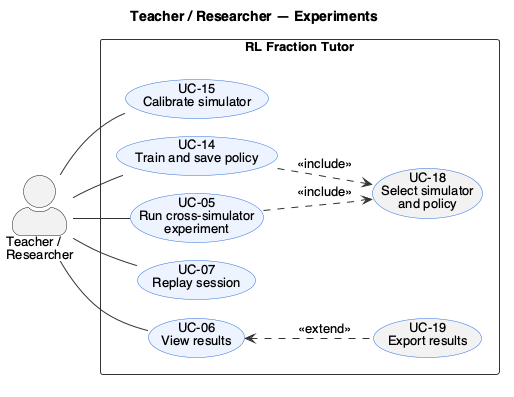 Teacher / Researcher — Experiments
RL Fraction Tutor
UC-15
Calibrate simulator
UC-14
Train and save policy
«include»
UC-18
Select simulator
and policy
«include»
UC-05
Run cross-simulator
experiment
Teacher /
Researcher
UC-07
Replay session
UC-06
View results
«extend»
UC-19
Export results